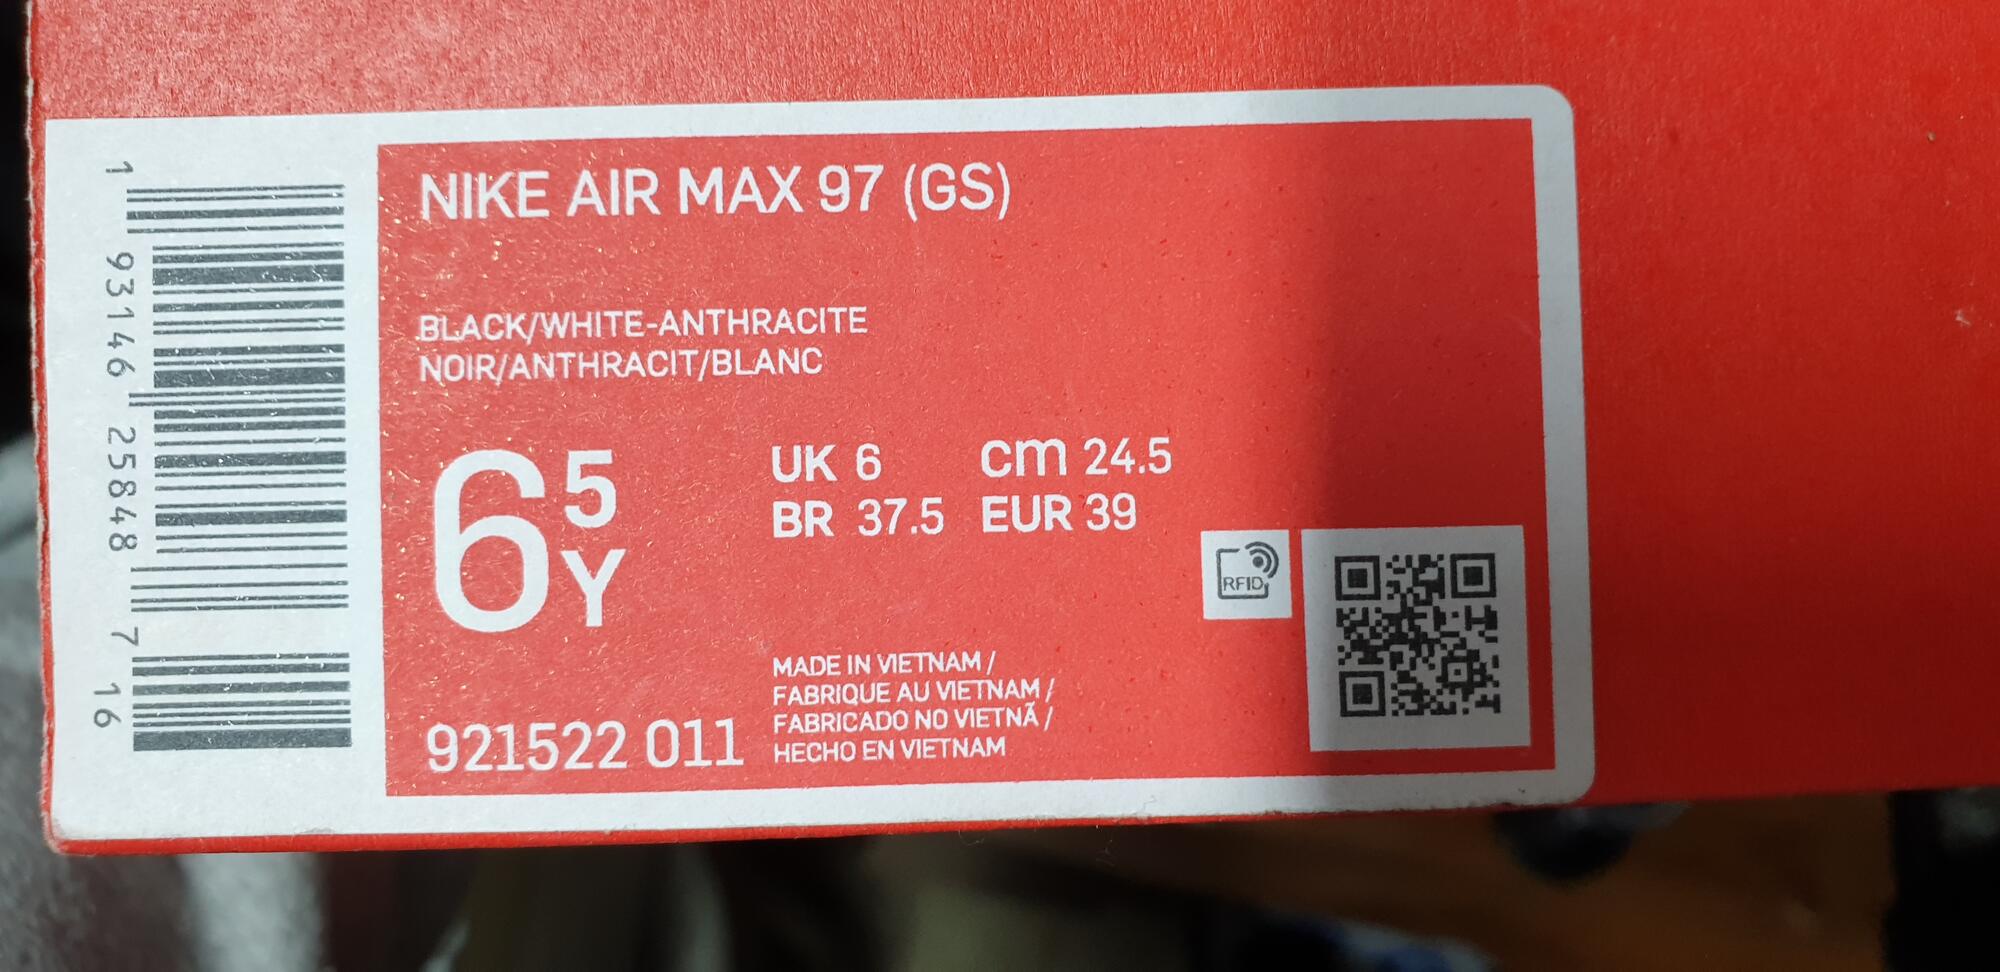 NIKE AIR MAX 97 (GS)
BLACK/WHITE-ANTHRACITE
NOIR/ANTHRACIT/BLANC
6 5 Y
UK 6 cm 24.5
BR 37.5 EUR 39
RFID
MADE IN VIETNAM /
FABRIQUE AU VIETNAM /
FABRICADO NO VIETNÃ /
HECHO EN VIETNAM
921522 011
1 93146 25848 7 16